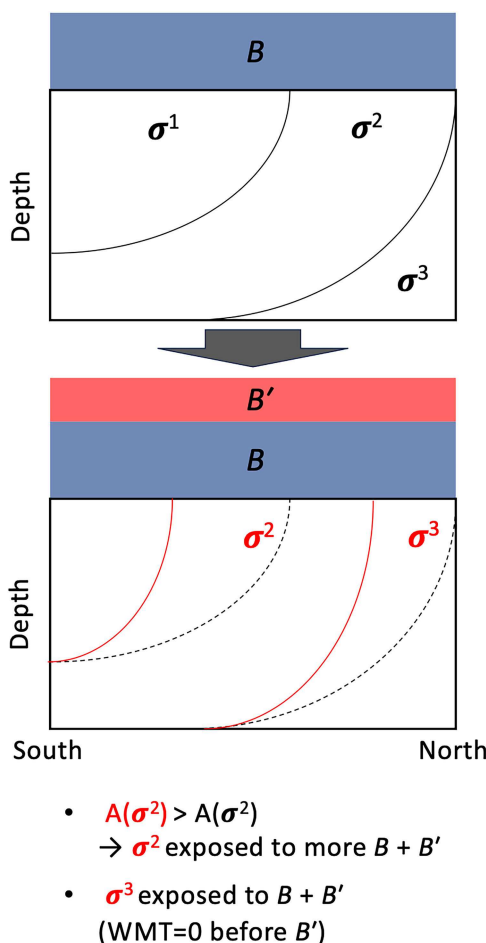 B
σ¹ σ²
Depth
σ³
B′
B
σ² σ³
Depth
South North
• A(σ²) > A(σ²)
→ σ² exposed to more B + B′
• σ³ exposed to B + B′
(WMT=0 before B′)